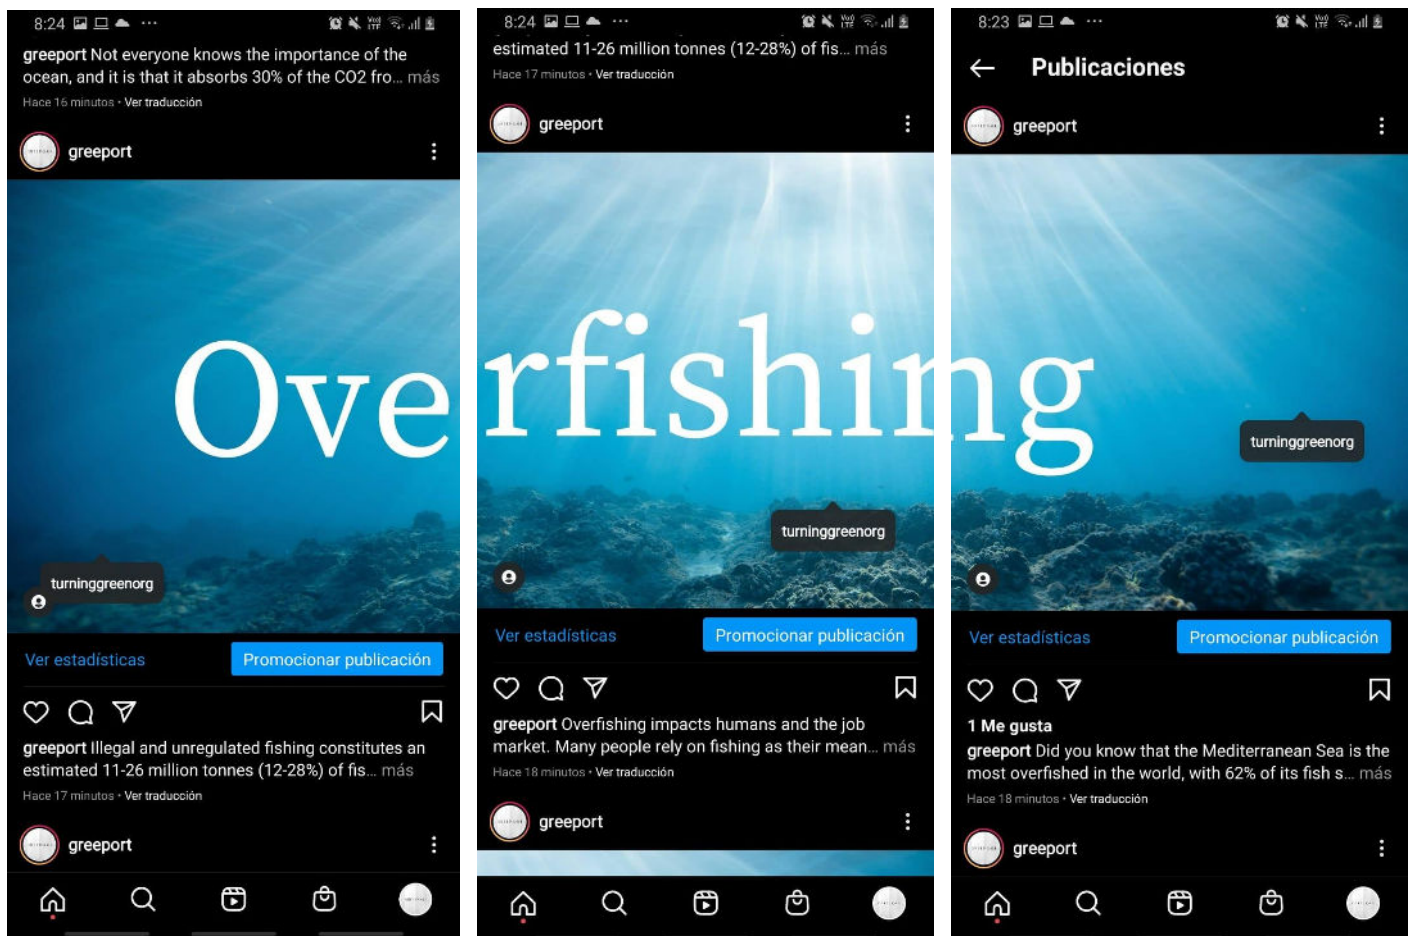 8:24
greeport Not everyone knows the importance of the
ocean, and it is that it absorbs 30% of the CO2 fro... más
Hace 16 minutos • Ver traducción
greeport
Ove
turninggreenorg
Ver estadísticas
Promocionar publicación
greeport Illegal and unregulated fishing constitutes an
estimated 11-26 million tonnes (12-28%) of fis... más
Hace 17 minutos • Ver traducción
greeport
8:24
estimated 11-26 million tonnes (12-28%) of fis... más
Hace 17 minutos • Ver traducción
greeport
rfishin
turninggreenorg
Ver estadísticas
Promocionar publicación
greeport Overfishing impacts humans and the job
market. Many people rely on fishing as their mean... más
Hace 18 minutos • Ver traducción
greeport
8:23
Publicaciones
greeport
ng
turninggreenorg
Ver estadísticas
Promocionar publicación
1 Me gusta
greeport Did you know that the Mediterranean Sea is the
most overfished in the world, with 62% of its fish s... más
Hace 18 minutos • Ver traducción
greeport